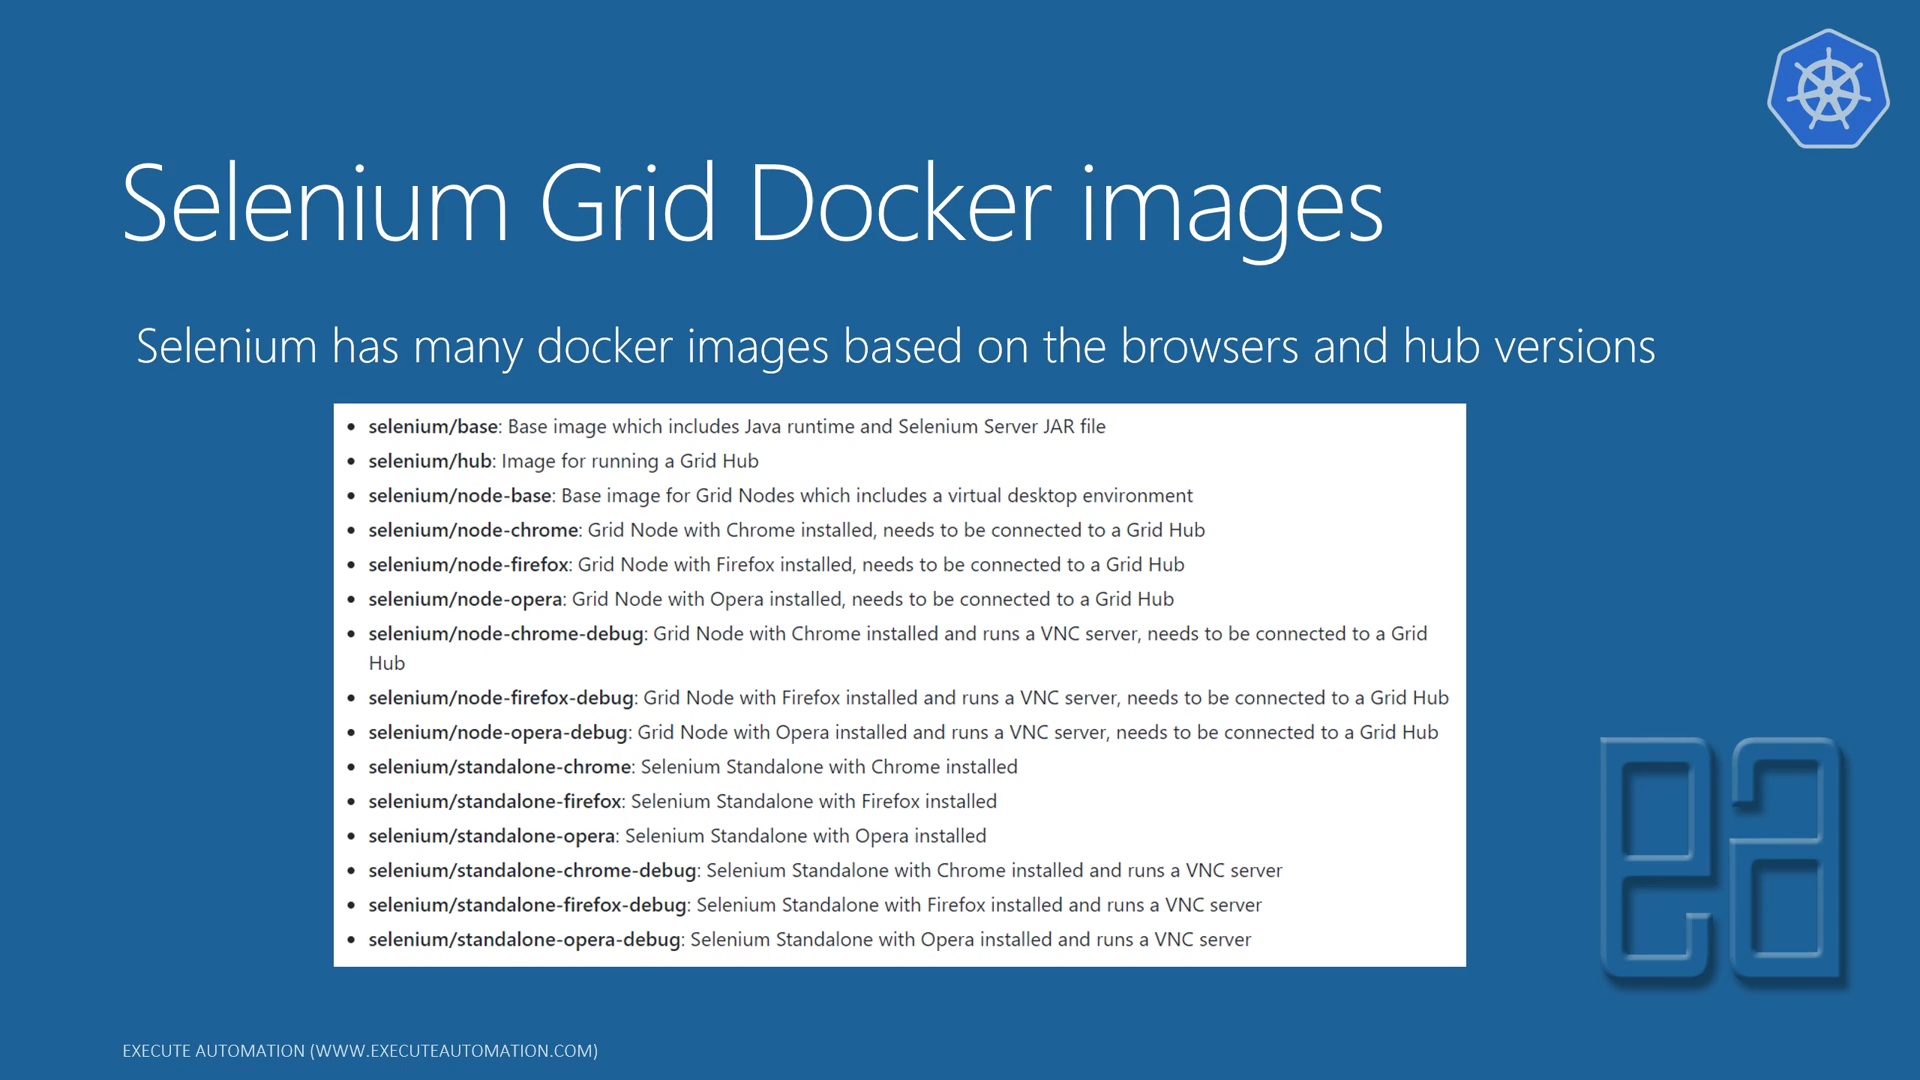 Selenium Grid Docker images
Selenium has many docker images based on the browsers and hub versions
• selenium/base: Base image which includes Java runtime and Selenium Server JAR file
• selenium/hub: Image for running a Grid Hub
• selenium/node-base: Base image for Grid Nodes which includes a virtual desktop environment
• selenium/node-chrome: Grid Node with Chrome installed, needs to be connected to a Grid Hub
• selenium/node-firefox: Grid Node with Firefox installed, needs to be connected to a Grid Hub
• selenium/node-opera: Grid Node with Opera installed, needs to be connected to a Grid Hub
• selenium/node-chrome-debug: Grid Node with Chrome installed and runs a VNC server, needs to be connected to a Grid
Hub
• selenium/node-firefox-debug: Grid Node with Firefox installed and runs a VNC server, needs to be connected to a Grid Hub
• selenium/node-opera-debug: Grid Node with Opera installed and runs a VNC server, needs to be connected to a Grid Hub
• selenium/standalone-chrome: Selenium Standalone with Chrome installed
• selenium/standalone-firefox: Selenium Standalone with Firefox installed
• selenium/standalone-opera: Selenium Standalone with Opera installed
• selenium/standalone-chrome-debug: Selenium Standalone with Chrome installed and runs a VNC server
• selenium/standalone-firefox-debug: Selenium Standalone with Firefox installed and runs a VNC server
• selenium/standalone-opera-debug: Selenium Standalone with Opera installed and runs a VNC server
ea
EXECUTE AUTOMATION (WWW.EXECUTEAUTOMATION.COM)